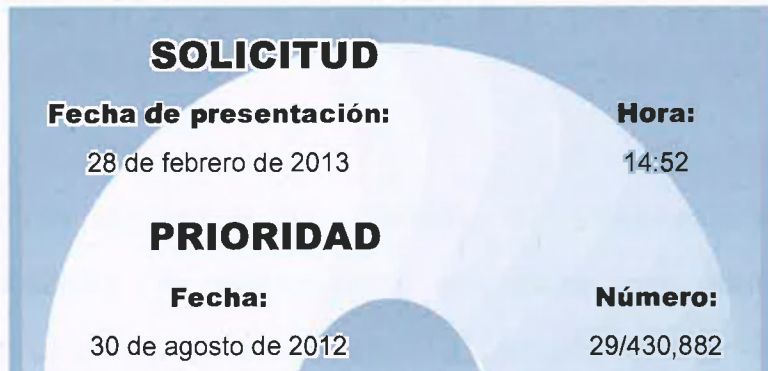 SOLICITUD
Fecha de presentación: Hora:
28 de febrero de 2013 14:52
PRIORIDAD
Fecha: Número:
30 de agosto de 2012 29/430,882